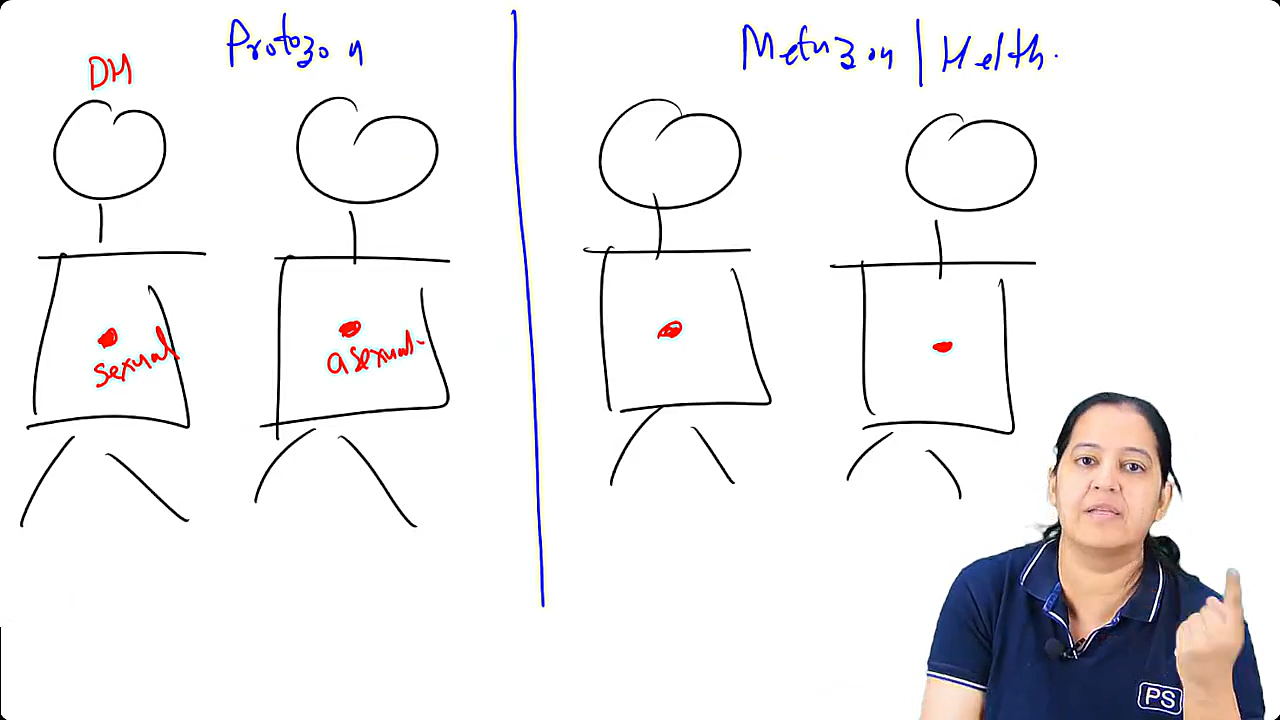 Protozoa
Metazoa | Helth.
DH
sexual
asexual
PS